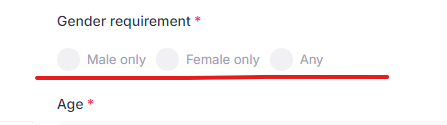 Gender requirement *
Male only Female only Any
Age *